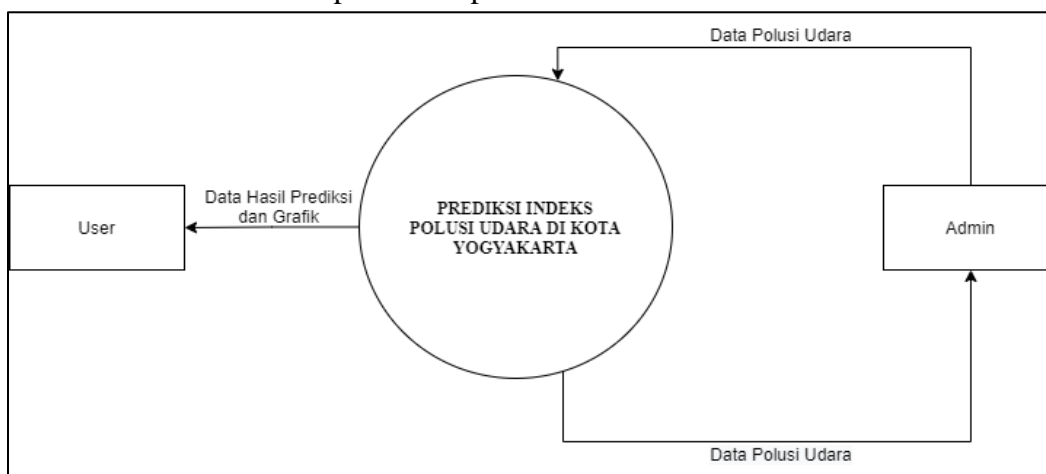 Data Polusi Udara
Data Hasil Prediksi
dan Grafik
User
PREDIKSI INDEKS
POLUSI UDARA DI KOTA
YOGYAKARTA
Admin
Data Polusi Udara